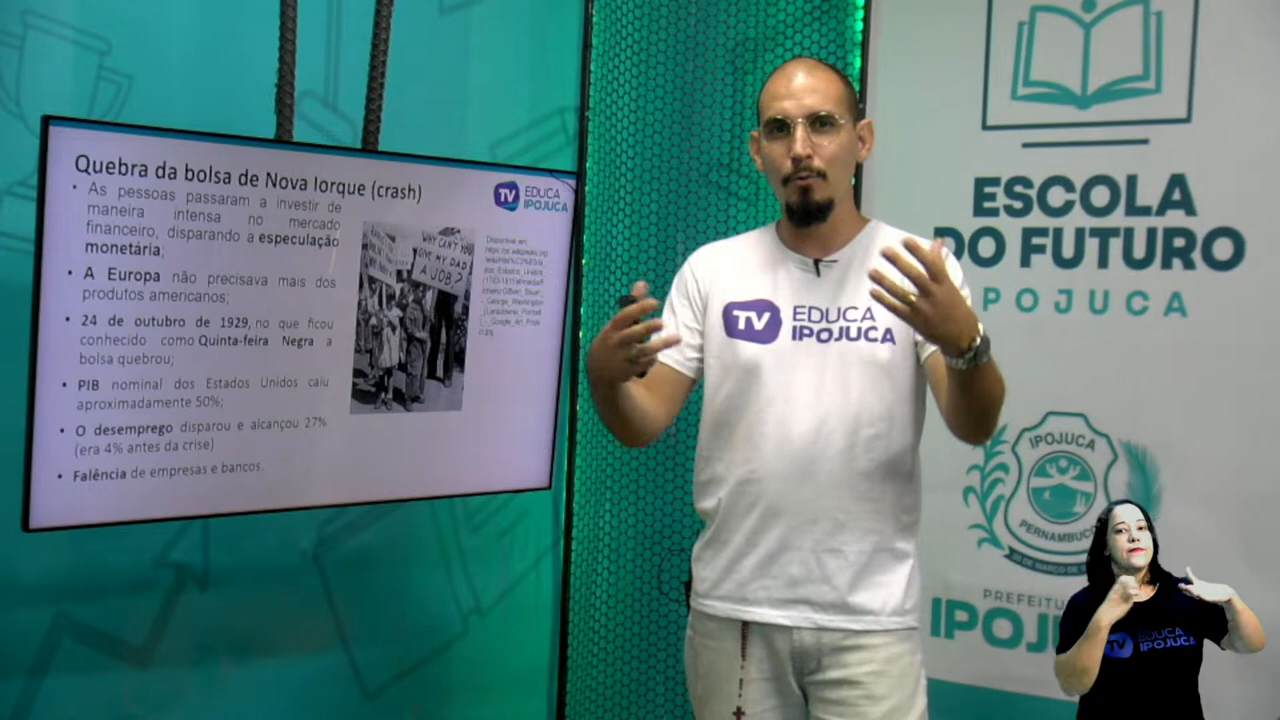 Quebra da bolsa de Nova Iorque (crash)
• As pessoas passaram a investir de
maneira intensa no mercado
financeiro, disparando a especulação
monetária;
• A Europa não precisava mais dos
produtos americanos;
• 24 de outubro de 1929, no que ficou
conhecido como Quinta-feira Negra a
bolsa quebrou;
• PIB nominal dos Estados Unidos caiu
aproximadamente 50%;
• O desemprego disparou e alcançou 27%
(era 4% antes da crise)
• Falência de empresas e bancos.
WHY CAN'T YOU
GIVE MY DAD
A JOB?
TV EDUCA
IPOJUCA
Disponível em:
TV EDUCA
IPOJUCA
ESCOLA
DO FUTURO
IPOJUCA
IPOJUCA
PERNAMBUCO
PREFEITU
IPOJU
TV EDUCA
IPOJUCA